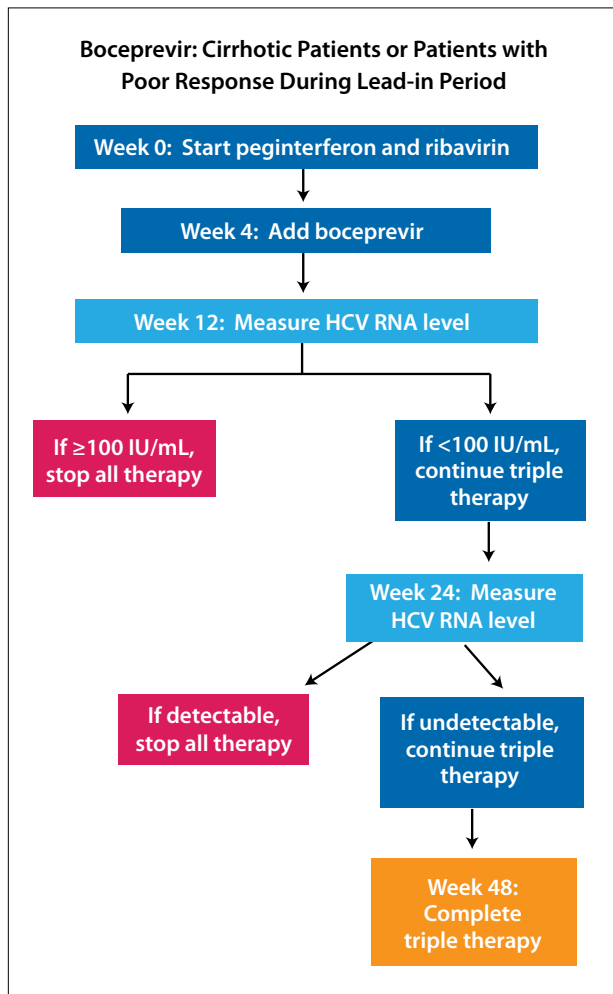 Boceprevir: Cirrhotic Patients or Patients with
Poor Response During Lead-in Period
Week 0: Start peginterferon and ribavirin
Week 4: Add boceprevir
Week 12: Measure HCV RNA level
If ≥100 IU/mL,
stop all therapy
If <100 IU/mL,
continue triple
therapy
Week 24: Measure
HCV RNA level
If detectable,
stop all therapy
If undetectable,
continue triple
therapy
Week 48:
Complete
triple therapy